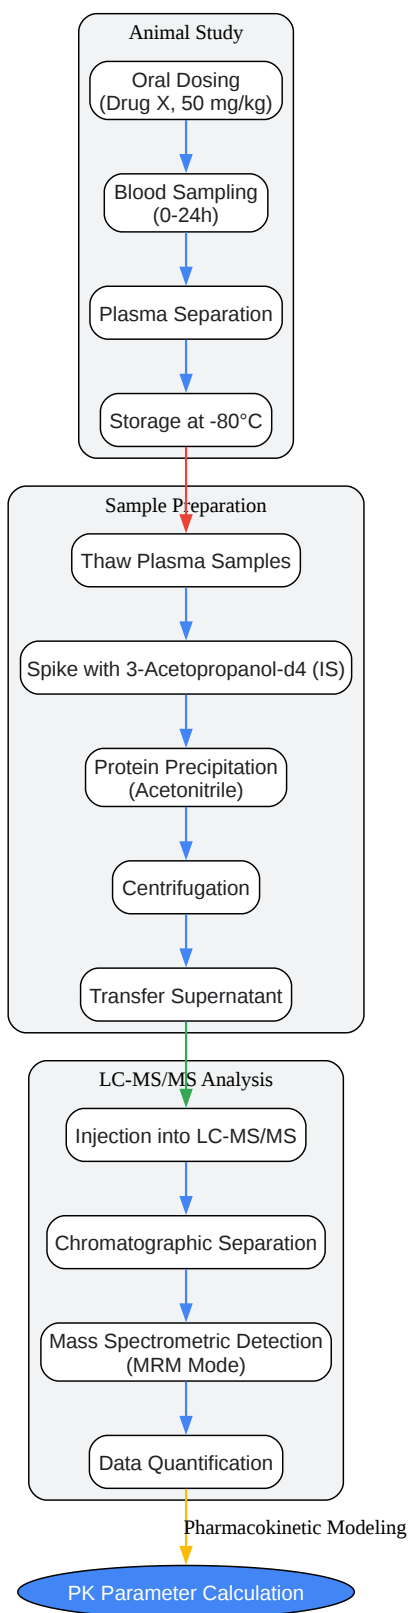 Animal Study
Oral Dosing
(Drug X, 50 mg/kg)
Blood Sampling
(0-24h)
Plasma Separation
Storage at -80°C
Sample Preparation
Thaw Plasma Samples
Spike with 3-Acetopropanol-d4 (IS)
Protein Precipitation
(Acetonitrile)
Centrifugation
Transfer Supernatant
LC-MS/MS Analysis
Injection into LC-MS/MS
Chromatographic Separation
Mass Spectrometric Detection
(MRM Mode)
Data Quantification
Pharmacokinetic Modeling
PK Parameter Calculation